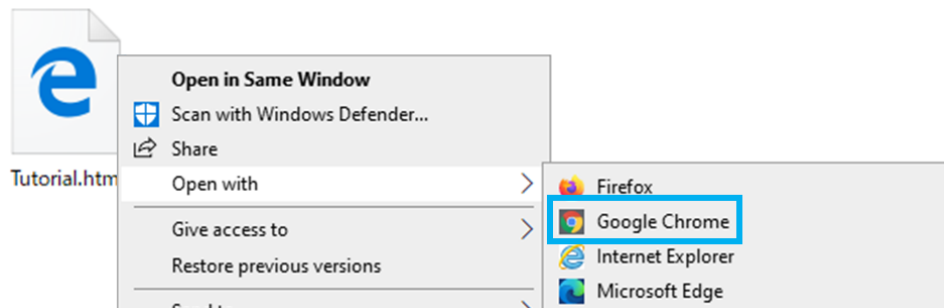 Open in Same Window
Scan with Windows Defender...
Share
Tutorial.htm
Open with
Firefox
Google Chrome
Give access to
Internet Explorer
Restore previous versions
Microsoft Edge